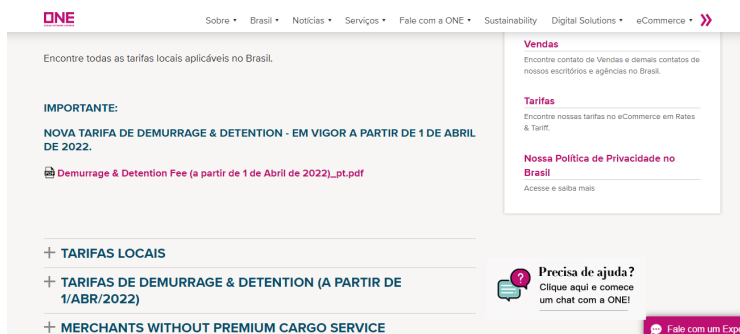 ONE
Sobre • Brasil • Notícias • Serviços • Fale com a ONE • Sustainability Digital Solutions • eCommerce •
Encontre todas as tarifas locais aplicáveis no Brasil.
IMPORTANTE:
NOVA TARIFA DE DEMURRAGE & DETENTION - EM VIGOR A PARTIR DE 1 DE ABRIL
DE 2022.
Demurrage & Detention Fee (a partir de 1 de Abril de 2022)_pt.pdf
+ TARIFAS LOCAIS
+ TARIFAS DE DEMURRAGE & DETENTION (A PARTIR DE
1/ABR/2022)
+ MERCHANTS WITHOUT PREMIUM CARGO SERVICE
Vendas
Encontre contato de Vendas e demais contatos de
nossos escritórios e agências no Brasil.
Tarifas
Encontre nossas tarifas no eCommerce em Rates
& Tariff.
Nossa Política de Privacidade no
Brasil
Acesse e saiba mais
Precisa de ajuda?
Clique aqui e comece
um chat com a ONE!
Fale com um Exp